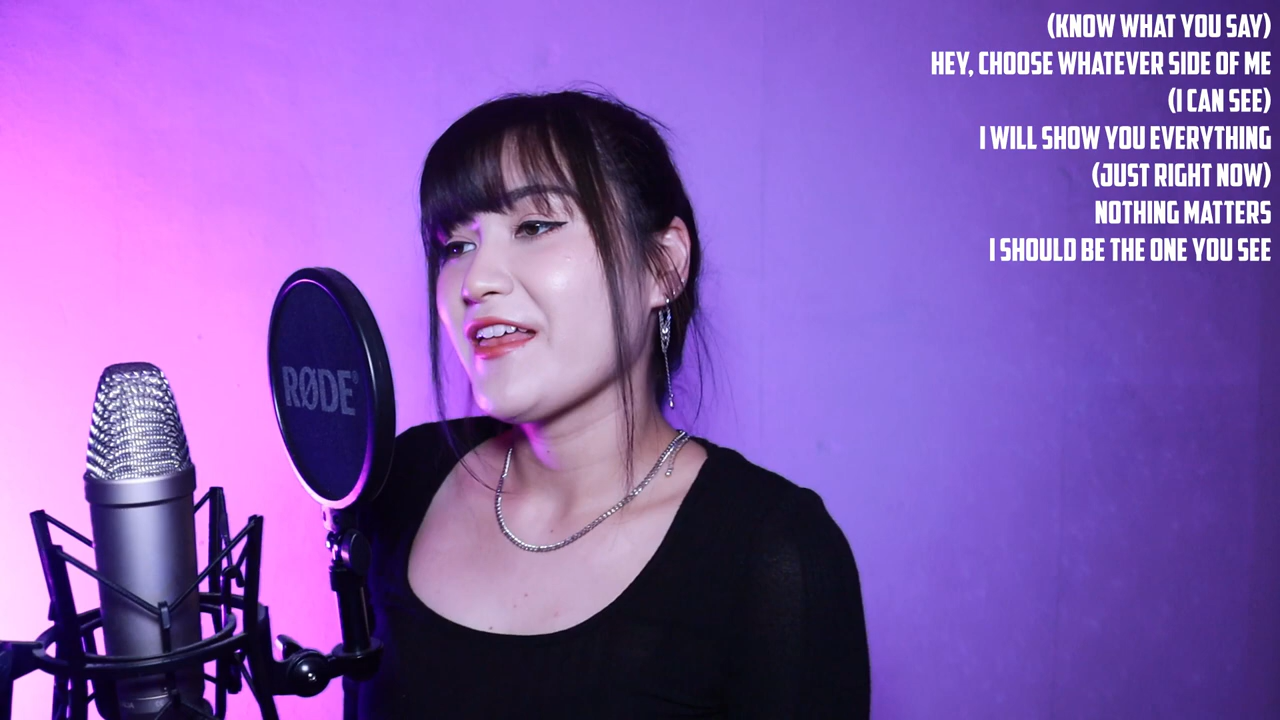 (KNOW WHAT YOU SAY)
HEY, CHOOSE WHATEVER SIDE OF ME
(I CAN SEE)
I WILL SHOW YOU EVERYTHING
(JUST RIGHT NOW)
NOTHING MATTERS
I SHOULD BE THE ONE YOU SEE
RØDE®